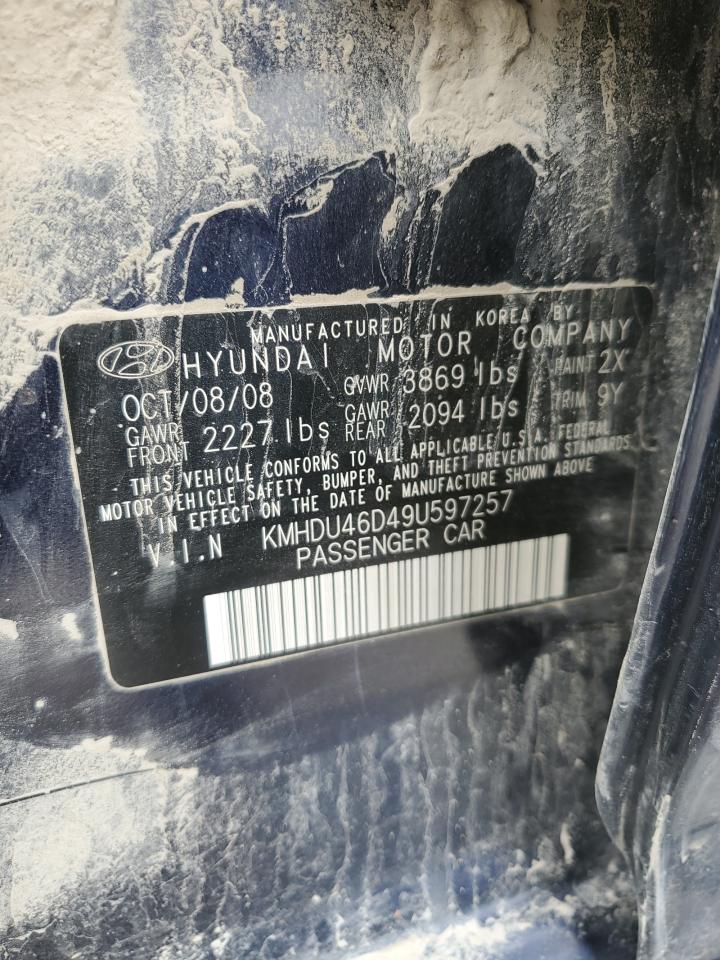 MANUFACTURED IN KOREA BY
HYUNDAI MOTOR COMPANY
OCT/08/08 GVWR 3869 lbs PAINT 2X
GAWR FRONT 2227 lbs GAWR REAR 2094 lbs TRIM 9Y
THIS VEHICLE CONFORMS TO ALL APPLICABLE U.S.A. FEDERAL
MOTOR VEHICLE SAFETY, BUMPER, AND THEFT PREVENTION STANDARDS
IN EFFECT ON THE DATE OF MANUFACTURE SHOWN ABOVE
V.I.N KMHDU46D49U597257
PASSENGER CAR